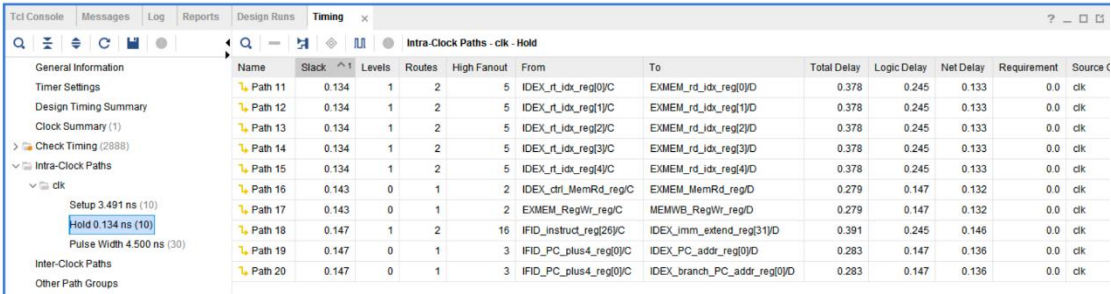 Tcl Console Messages Log Reports Design Runs Timing
Intra-Clock Paths - clk - Hold
General Information
Timer Settings
Design Timing Summary
Clock Summary (1)
Check Timing (2888)
Intra-Clock Paths
clk
Setup 3.491 ns (10)
Hold 0.134 ns (10)
Pulse Width 4.500 ns (30)
Inter-Clock Paths
Other Path Groups
Name Slack ^1 Levels Routes High Fanout From To Total Delay Logic Delay Net Delay Requirement Source C
Path 11 0.134 1 2 5 IDEX_rt_idx_reg[0]/C EXMEM_rd_idx_reg[0]/D 0.378 0.245 0.133 0.0 clk
Path 12 0.134 1 2 5 IDEX_rt_idx_reg[1]/C EXMEM_rd_idx_reg[1]/D 0.378 0.245 0.133 0.0 clk
Path 13 0.134 1 2 5 IDEX_rt_idx_reg[2]/C EXMEM_rd_idx_reg[2]/D 0.378 0.245 0.133 0.0 clk
Path 14 0.134 1 2 5 IDEX_rt_idx_reg[3]/C EXMEM_rd_idx_reg[3]/D 0.378 0.245 0.133 0.0 clk
Path 15 0.134 1 2 5 IDEX_rt_idx_reg[4]/C EXMEM_rd_idx_reg[4]/D 0.378 0.245 0.133 0.0 clk
Path 16 0.143 0 1 2 IDEX_ctrl_MemRd_reg/C EXMEM_MemRd_reg/D 0.279 0.147 0.132 0.0 clk
Path 17 0.143 0 1 2 EXMEM_RegWr_reg/C MEMWB_RegWr_reg/D 0.279 0.147 0.132 0.0 clk
Path 18 0.147 1 2 16 IFID_instruct_reg[26]/C IDEX_imm_extend_reg[31]/D 0.391 0.245 0.146 0.0 clk
Path 19 0.147 0 1 3 IFID_PC_plus4_reg[0]/C IDEX_PC_addr_reg[0]/D 0.283 0.147 0.136 0.0 clk
Path 20 0.147 0 1 3 IFID_PC_plus4_reg[0]/C IDEX_branch_PC_addr_reg[0]/D 0.283 0.147 0.136 0.0 clk